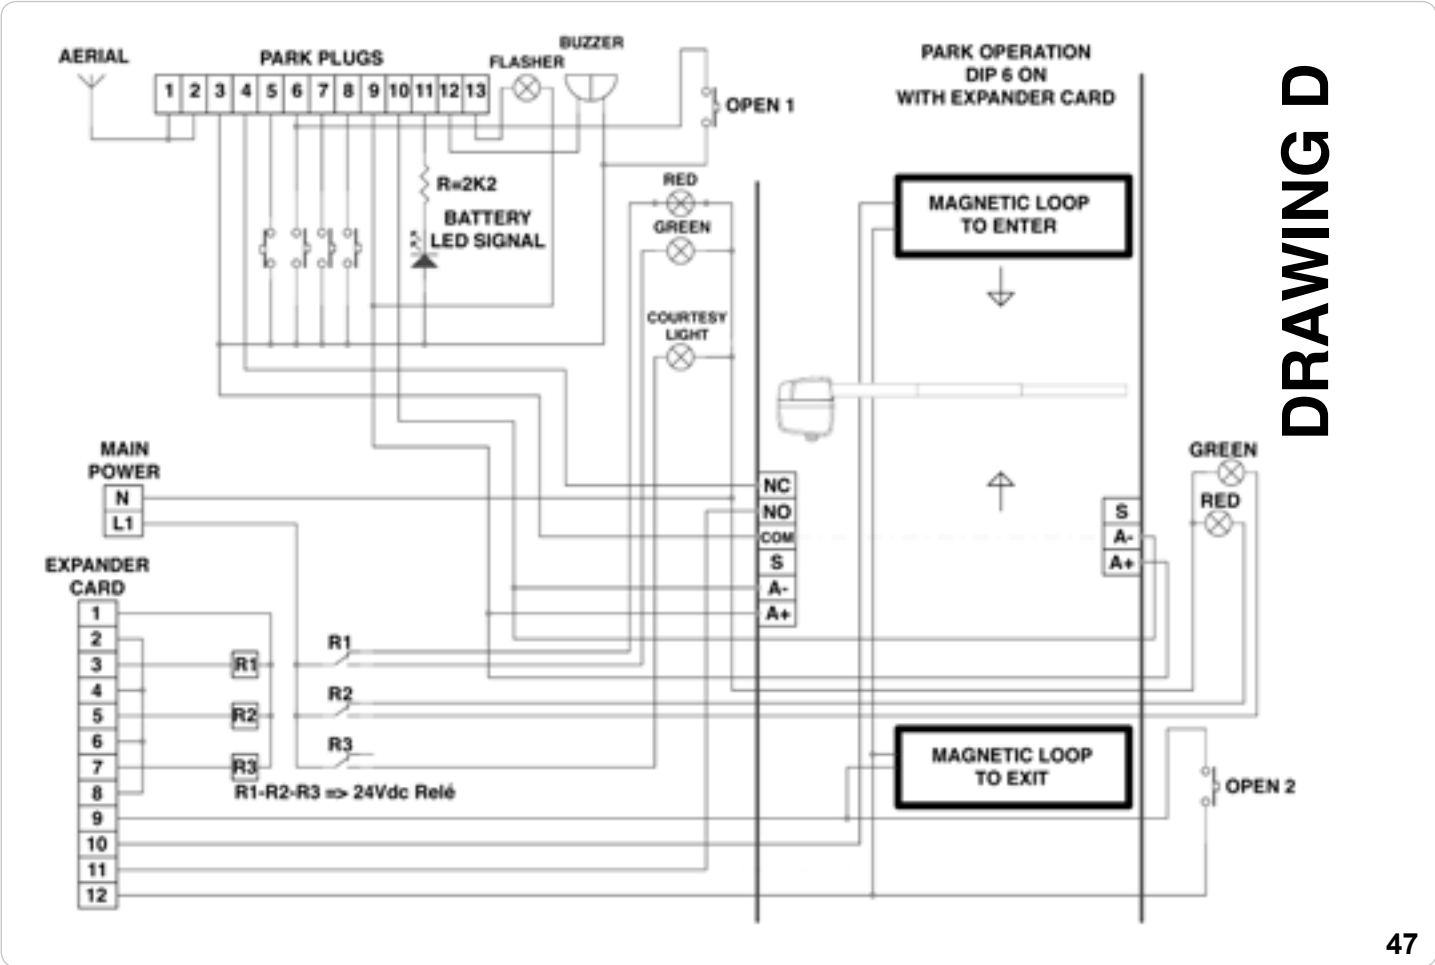 AERIAL
PARK PLUGS
FLASHER
BUZZER
1 2 3 4 5 6 7 8 9 10 11 12 13
OPEN 1
PARK OPERATION
DIP 6 ON
WITH EXPANDER CARD
DRAWING D
R=2K2
BATTERY
LED SIGNAL
RED
GREEN
COURTESY
LIGHT
MAGNETIC LOOP
TO ENTER
MAIN
POWER
N
L1
NC
NO
COM
S
A-
A+
S
A-
A+
GREEN
RED
EXPANDER
CARD
1
2
3
4
5
6
7
8
9
10
11
12
R1
R2
R3
R1
R2
R3
R1-R2-R3 => 24Vdc Relé
MAGNETIC LOOP
TO EXIT
OPEN 2
47